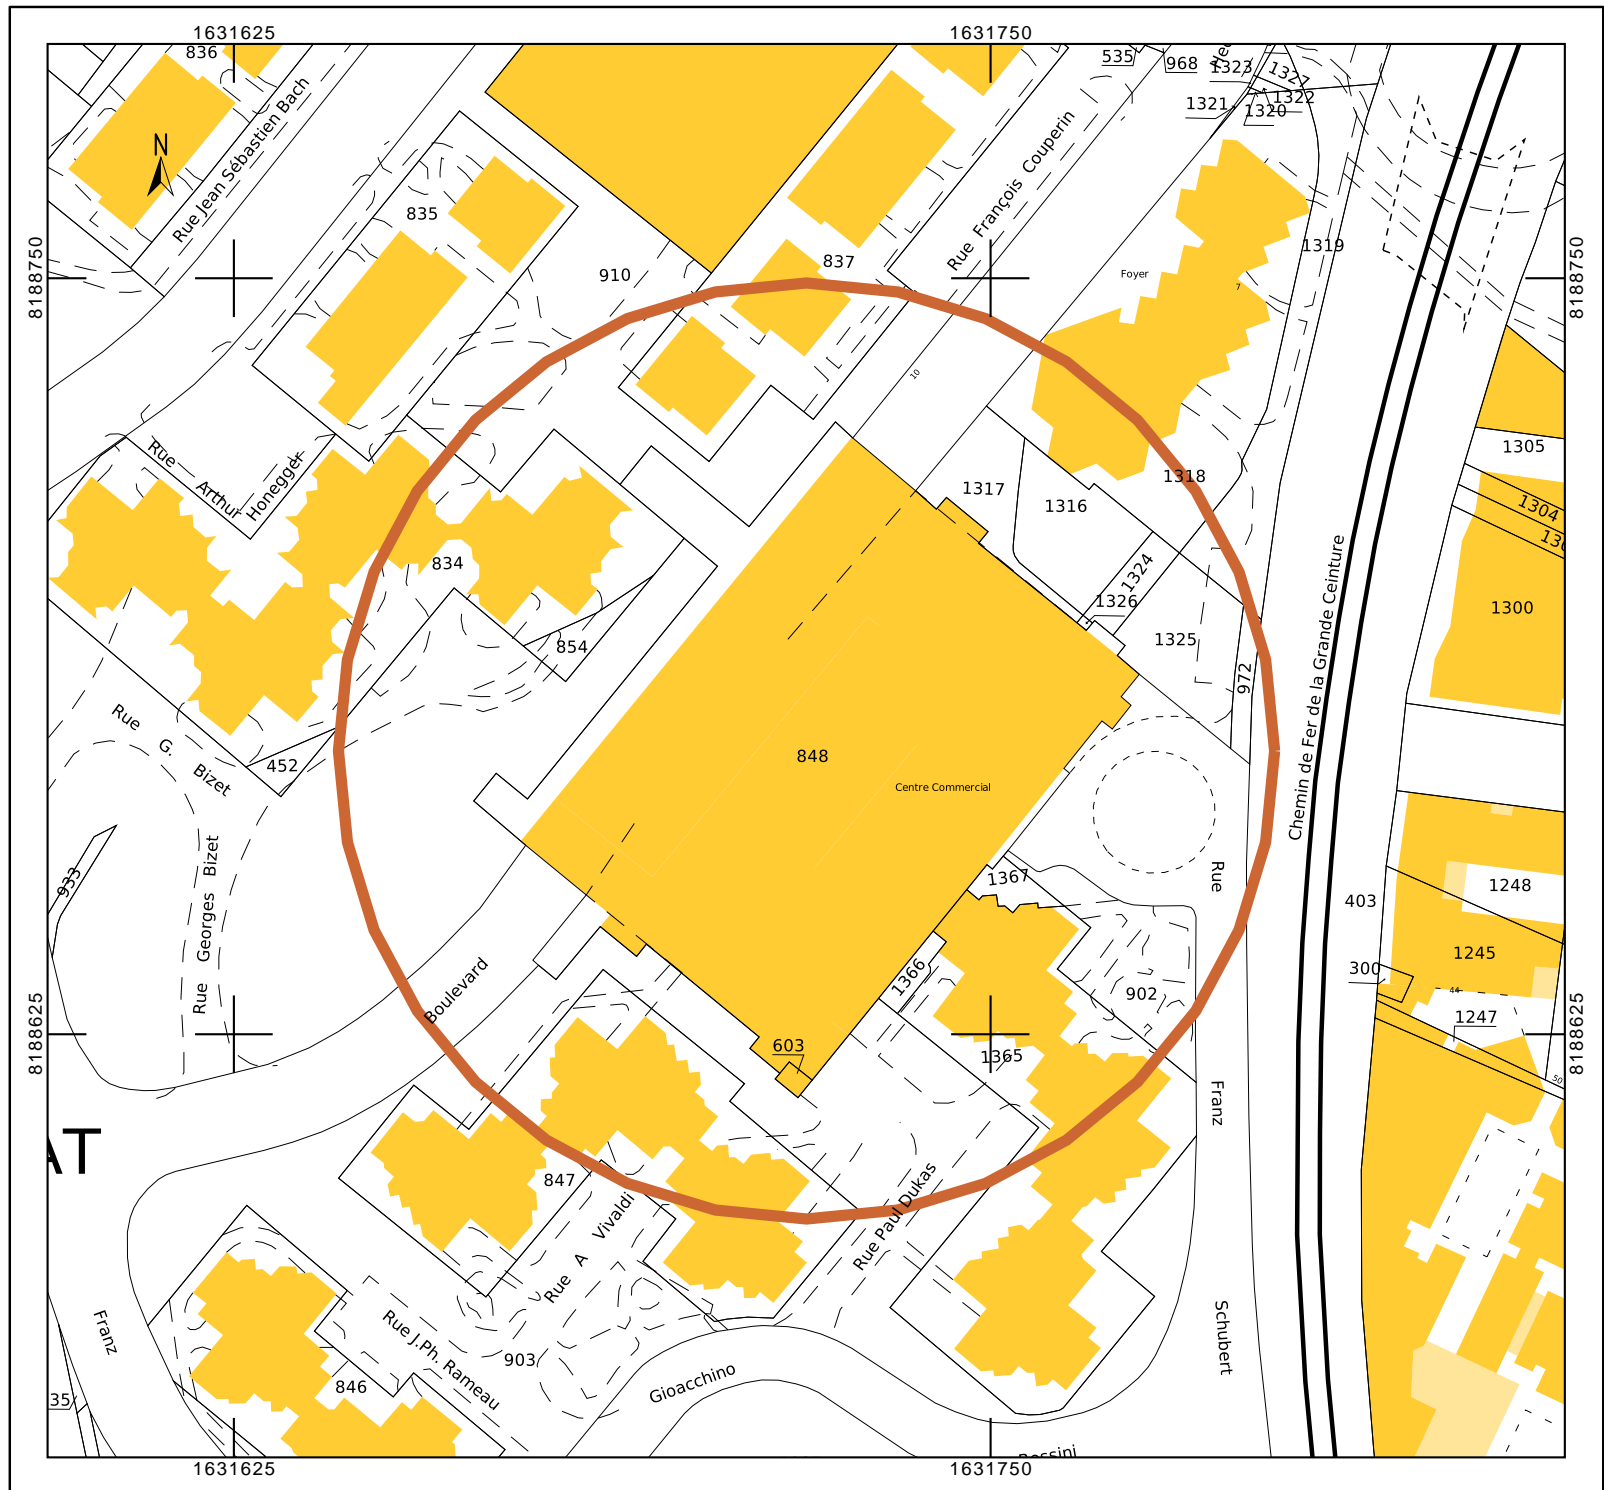 1631625
1631750
836
535
968
1323
1327
1321
1320
1322
N
Rue Jean Sébastien Bach
Rue François Couperin
835
910
837
Foyer
7
1319
8188750
8188750
10
Rue
Arthur
Honegger
1317
1316
1318
1305
1304
834
854
1324
1326
1325
972
1300
Chemin de Fer de la Grande Ceinture
Rue
G.
Bizet
452
848
Centre Commercial
933
Rue Georges Bizet
1367
Rue
403
1248
1245
300
44
1247
Boulevard
1366
902
8188625
8188625
603
1365
50
Franz
AT
847
Rue A Vivaldi
Rue Paul Dukas
Franz
Rue J.Ph. Rameau
903
846
35
Gioacchino
Schubert
Rossini
1631625
1631750